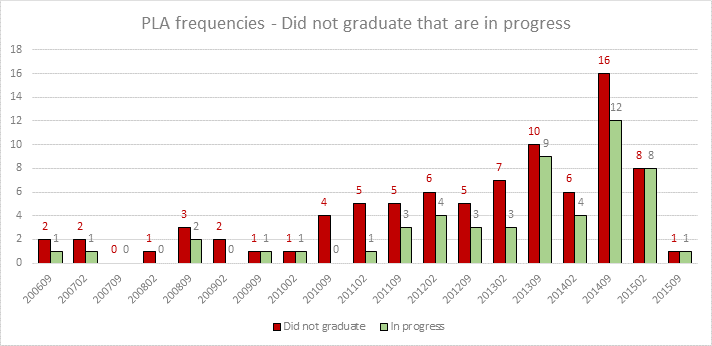 PLA frequencies - Did not graduate that are in progress
18
16
14
12
10
8
6
4
2
0
2 1 2 1 0 0 1 0 3 2 2 0 1 1 1 1 4 0 5 1 5 3 6 4 5 3 7 3 10 9 6 4 16 12 8 8 1 1
200609 200702 200709 200802 200809 200902 200909 201002 201009 201102 201109 201202 201209 201302 201309 201402 201409 201502 201509
Did not graduate In progress